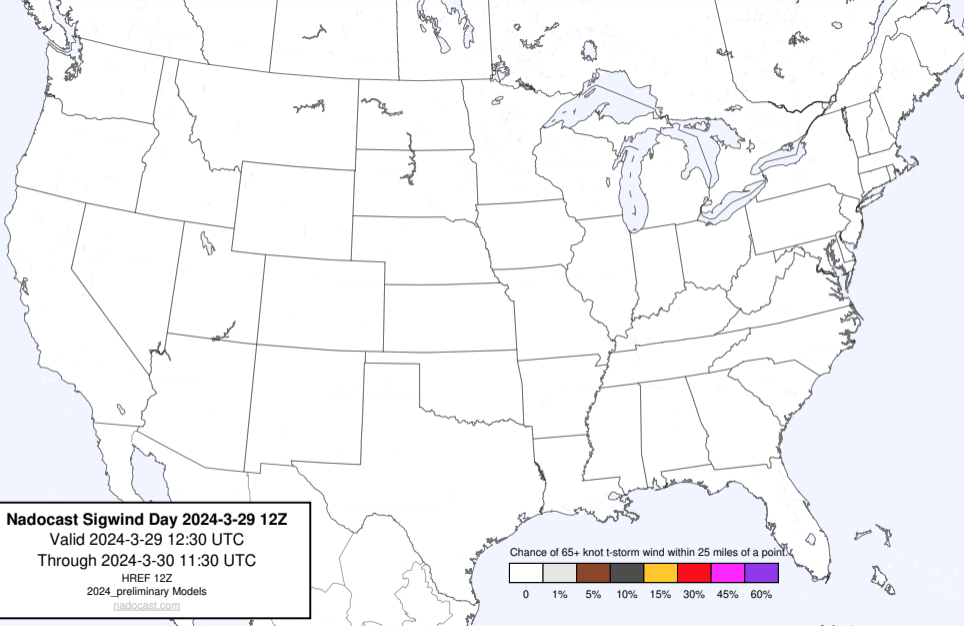 Nadocast Sigwind Day 2024-3-29 12Z
Valid 2024-3-29 12:30 UTC
Through 2024-3-30 11:30 UTC
HREF 12Z
2024_preliminary Models
nadocast.com
Chance of 65+ knot t-storm wind within 25 miles of a point.
0 1% 5% 10% 15% 30% 45% 60%